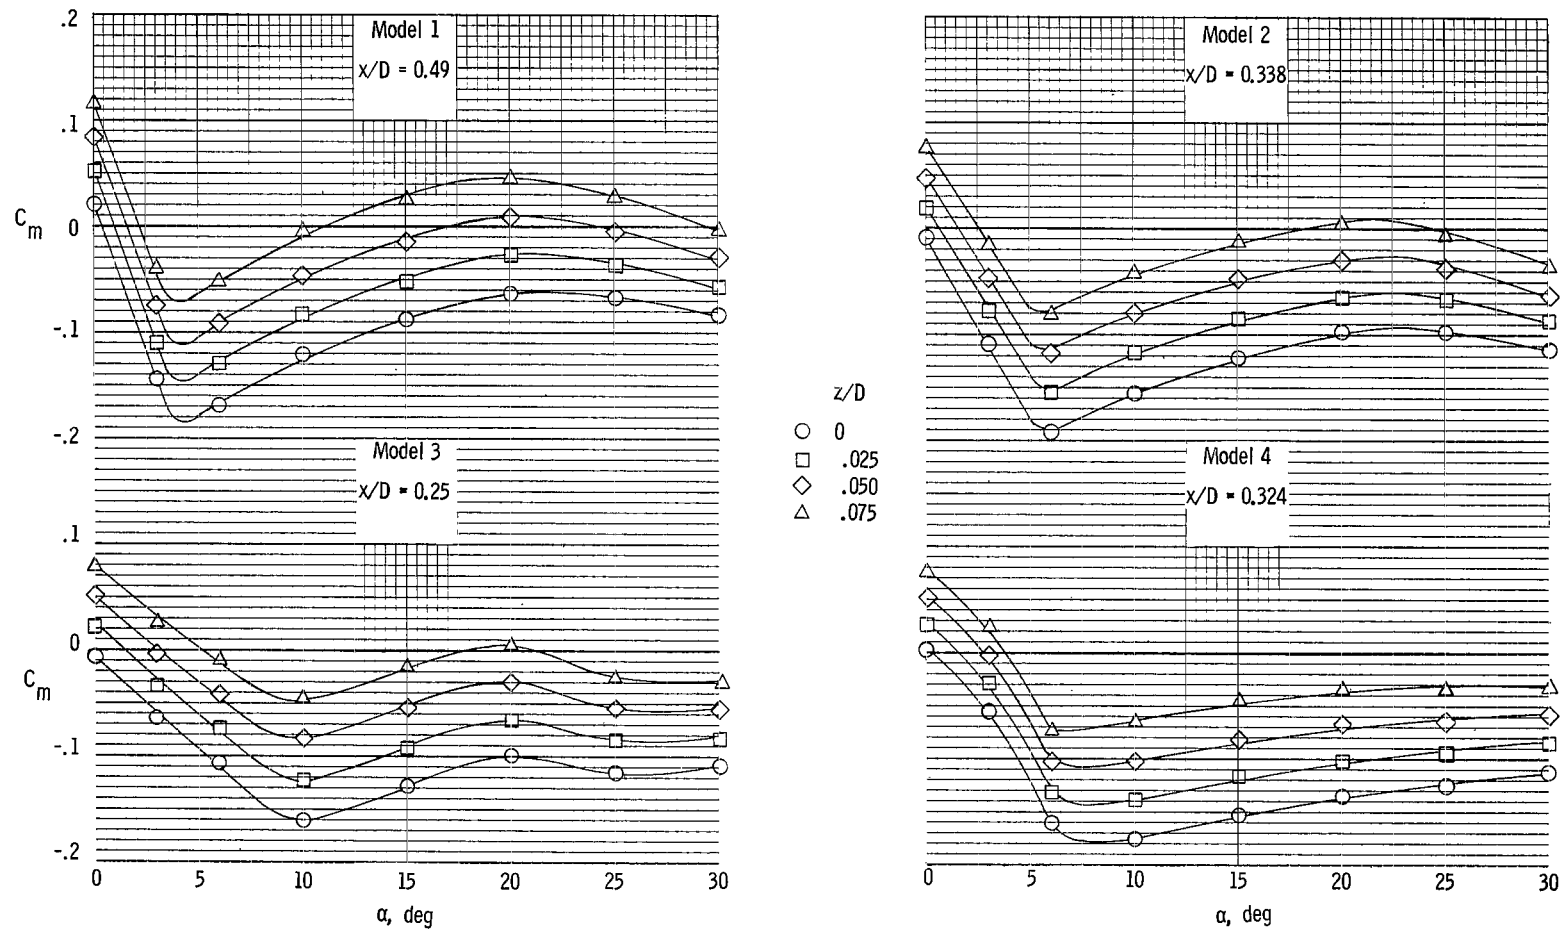 .2
Model 1
x/D = 0.49
.1
C_m
0
-.1
-.2
Model 2
x/D = 0.338
z/D
0
.025
.050
.075
Model 3
x/D = 0.25
.1
0
C_m
-.1
-.2
0 5 10 15 20 25 30
α, deg
Model 4
x/D = 0.324
0 5 10 15 20 25 30
α, deg